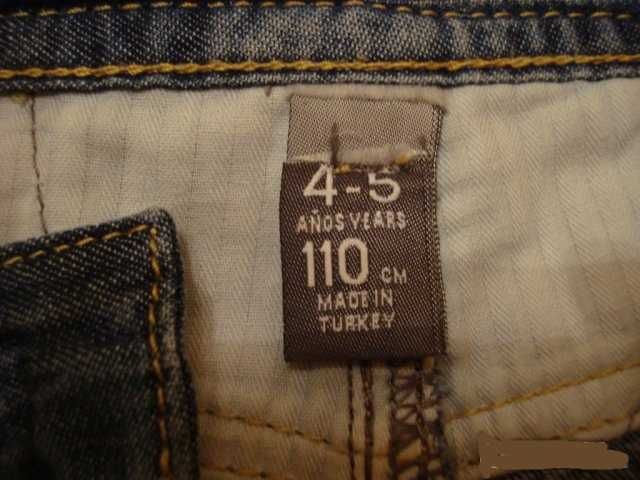 4-5
AÑOS YEARS
110 CM
MADE IN
TURKEY